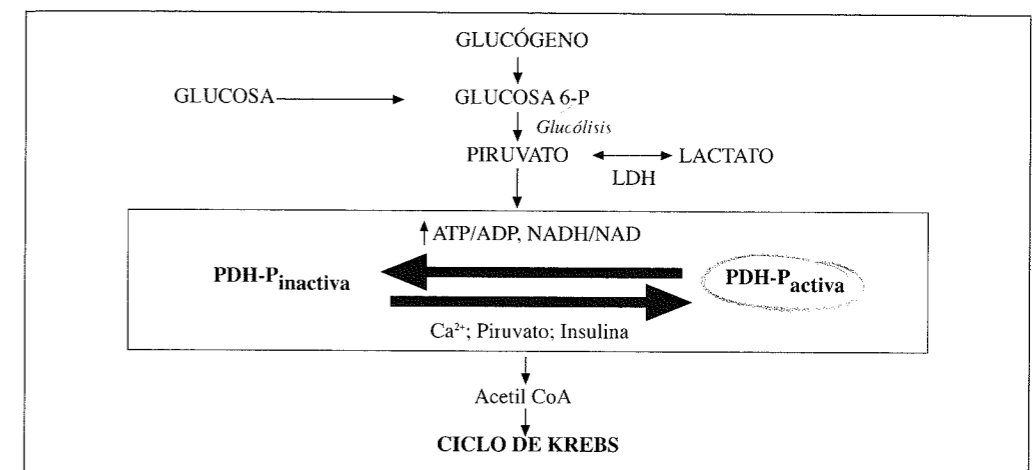 GLUCÓGENO
GLUCOSA GLUCOSA 6-P
Glucólisis
PIRUVATO LACTATO
LDH
ATP/ADP, NADH/NAD
PDH-Pinactiva PDH-Pactiva
Ca²⁺; Piruvato; Insulina
Acetil CoA
CICLO DE KREBS